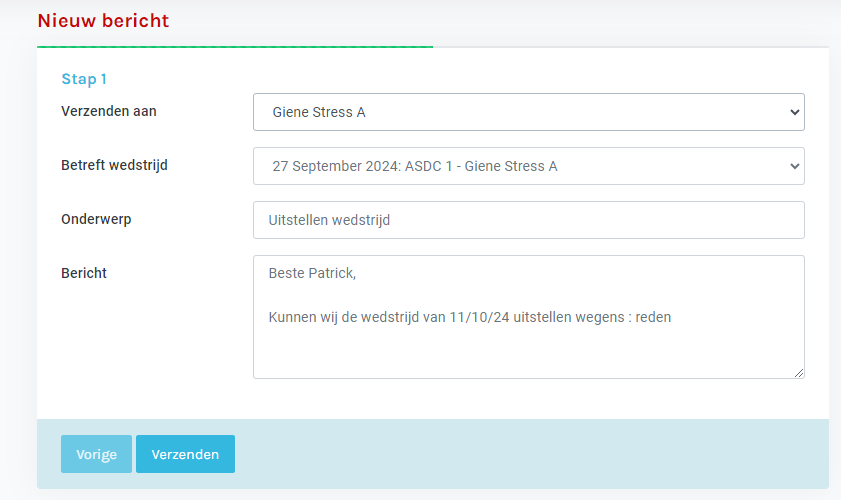 Nieuw bericht
Stap 1
Verzenden aan
Giene Stress A
Betreft wedstrijd
27 September 2024: ASDC 1 - Giene Stress A
Onderwerp
Uitstellen wedstrijd
Bericht
Beste Patrick,
Kunnen wij de wedstrijd van 11/10/24 uitstellen wegens : reden
Vorige
Verzenden